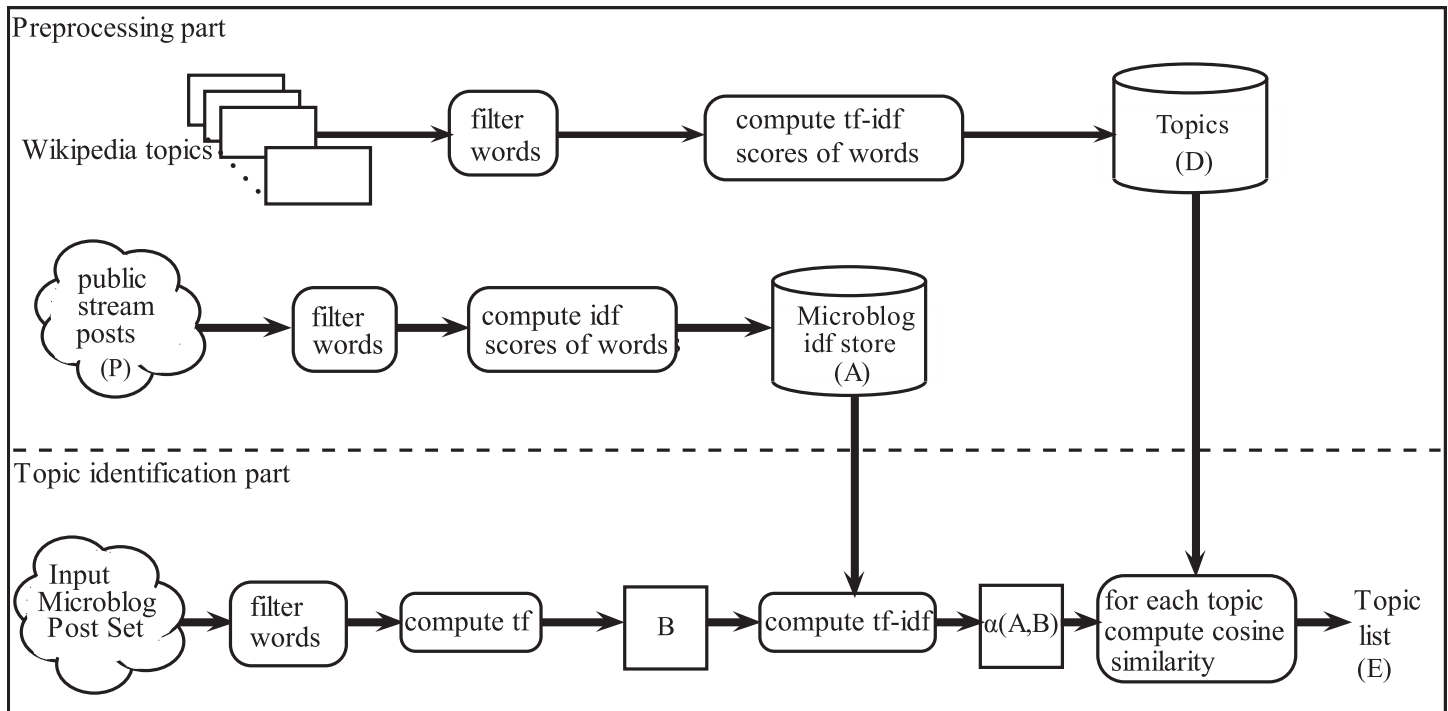 Preprocessing part
Wikipedia topics
filter
words
compute tf-idf
scores of words
Topics
(D)
public
stream
posts
(P)
filter
words
compute idf
scores of words
Microblog
idf store
(A)
Topic identification part
Input
Microblog
Post Set
filter
words
compute tf
B
compute tf-idf
α(A,B)
for each topic
compute cosine
similarity
Topic
list
(E)